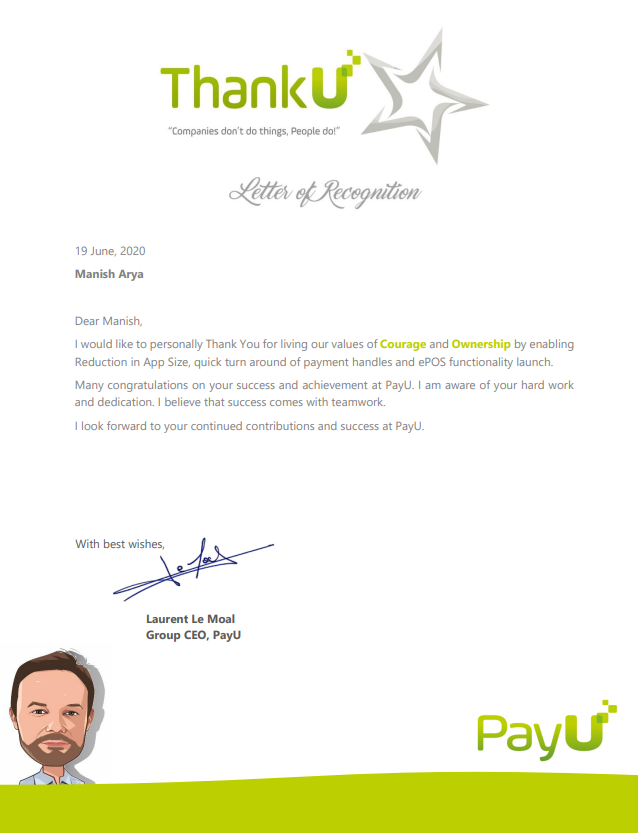 ThankU
"Companies don't do things, People do!"
Letter of Recognition
19 June, 2020
Manish Arya
Dear Manish,
I would like to personally Thank You for living our values of Courage and Ownership by enabling
Reduction in App Size, quick turn around of payment handles and ePOS functionality launch.
Many congratulations on your success and achievement at PayU. I am aware of your hard work
and dedication. I believe that success comes with teamwork.
I look forward to your continued contributions and success at PayU.
With best wishes,
Laurent Le Moal
Group CEO, PayU
PayU